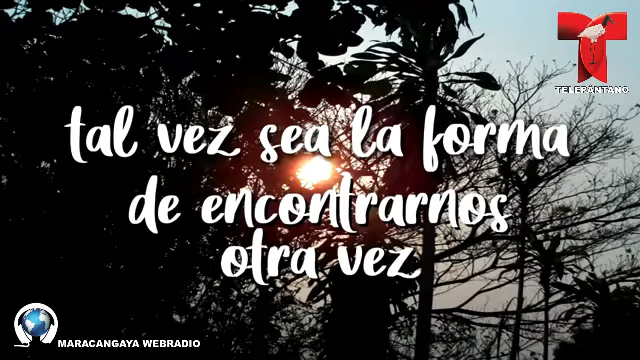 TELEPANTANO
tal vez sea la forma
de encontrarnos
otra vez
MARACANGAYA WEBRADIO